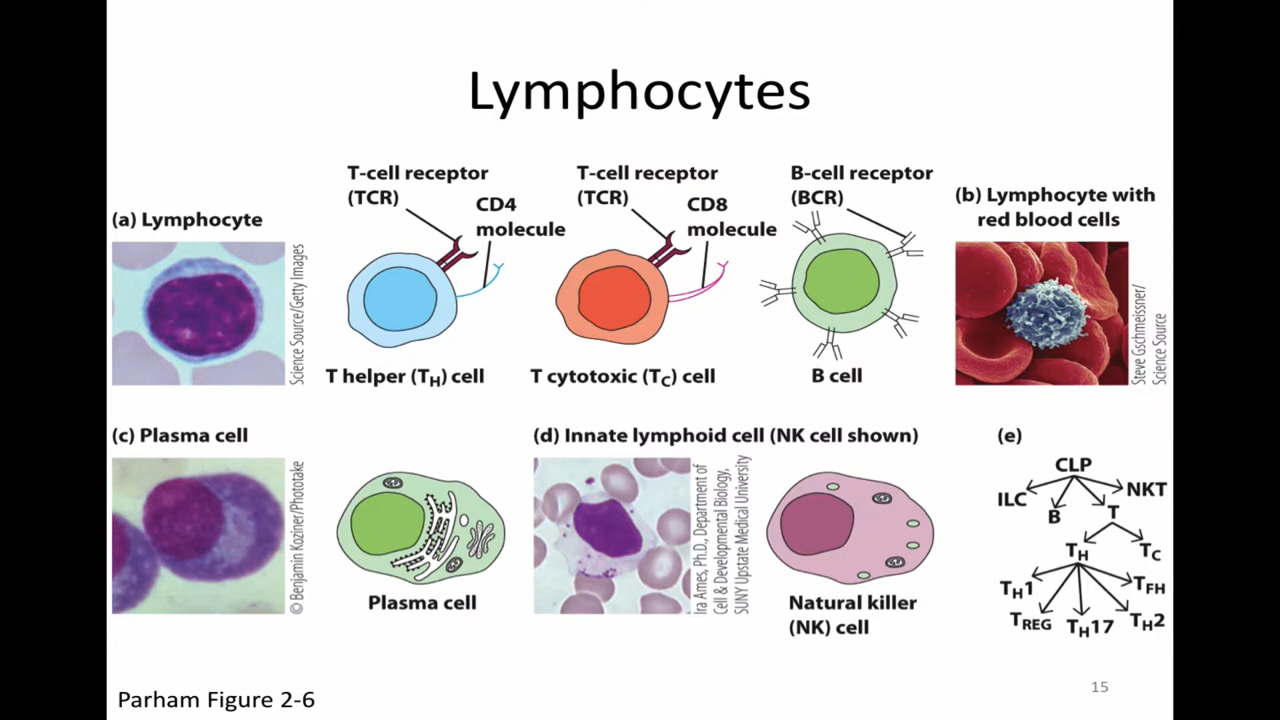 Lymphocytes
(a) Lymphocyte
Science Source/Getty Images
T-cell receptor
(TCR)
CD4
molecule
T helper (TH) cell
T-cell receptor
(TCR)
CD8
molecule
T cytotoxic (TC) cell
B-cell receptor
(BCR)
B cell
(b) Lymphocyte with
red blood cells
Steve Gschmeissner/
Science Source
(c) Plasma cell
© Benjamin Koziner/Phototake
Plasma cell
(d) Innate lymphoid cell (NK cell shown)
Ira Ames, Ph.D., Department of
Cell & Developmental Biology,
SUNY Upstate Medical University
Natural killer
(NK) cell
(e)
CLP
ILC
B
T
NKT
TH
TC
TH1
TFH
TREG
TH17
TH2
Parham Figure 2-6
15